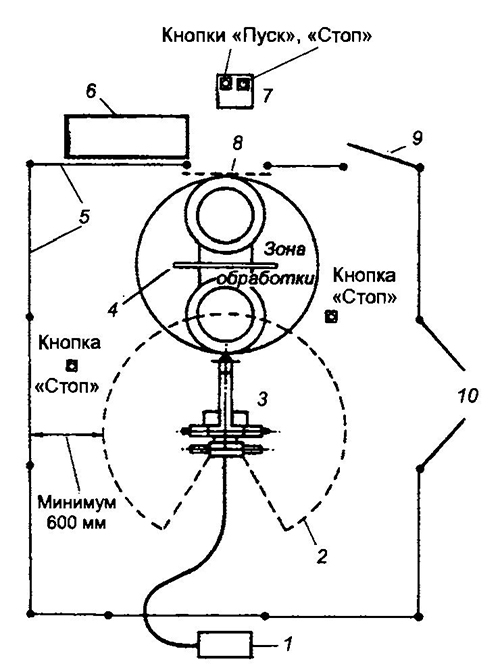 Кнопки «Пуск», «Стоп»
6
7
8
9
5
Зона
обработки
4
Кнопка
«Стоп»
Кнопка
«Стоп»
3
10
Минимум
600 мм
2
1